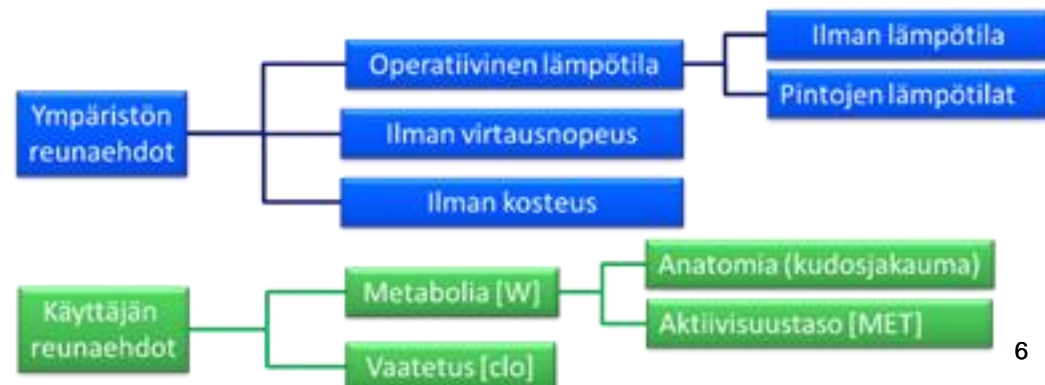 Ympäristön
reunaehdot
Operatiivinen lämpötila
Ilman lämpötila
Pintojen lämpötilat
Ilman virtausnopeus
Ilman kosteus
Käyttäjän
reunaehdot
Metabolia [W]
Anatomia (kudosjakauma)
Aktiivisuustaso [MET]
Vaatetus [clo]
6